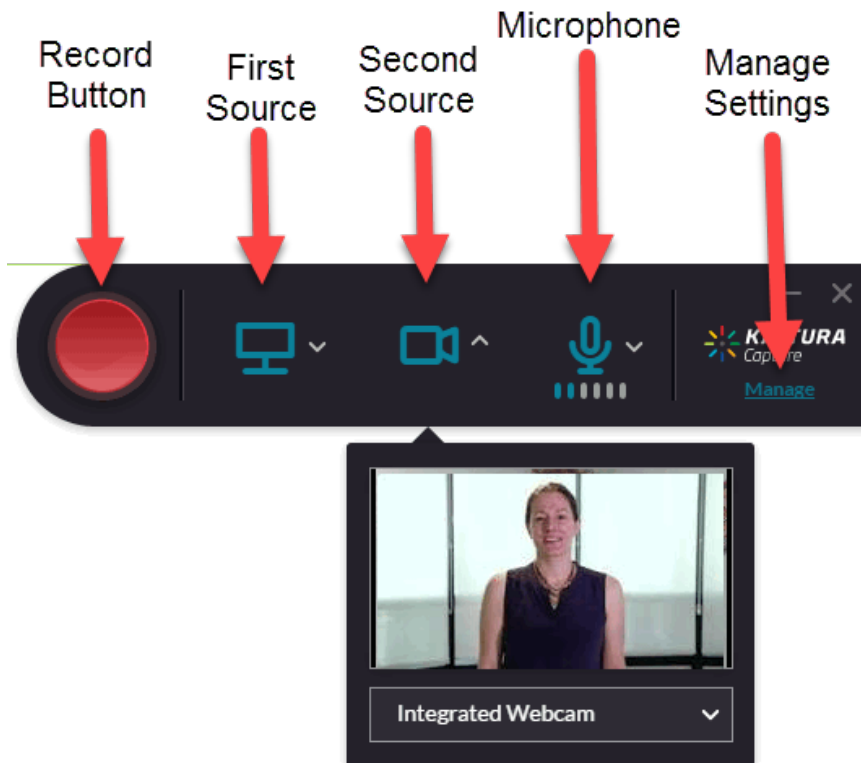 Microphone
Record
Button
First
Source
Second
Source
Manage
Settings
Capture
Manage
Integrated Webcam